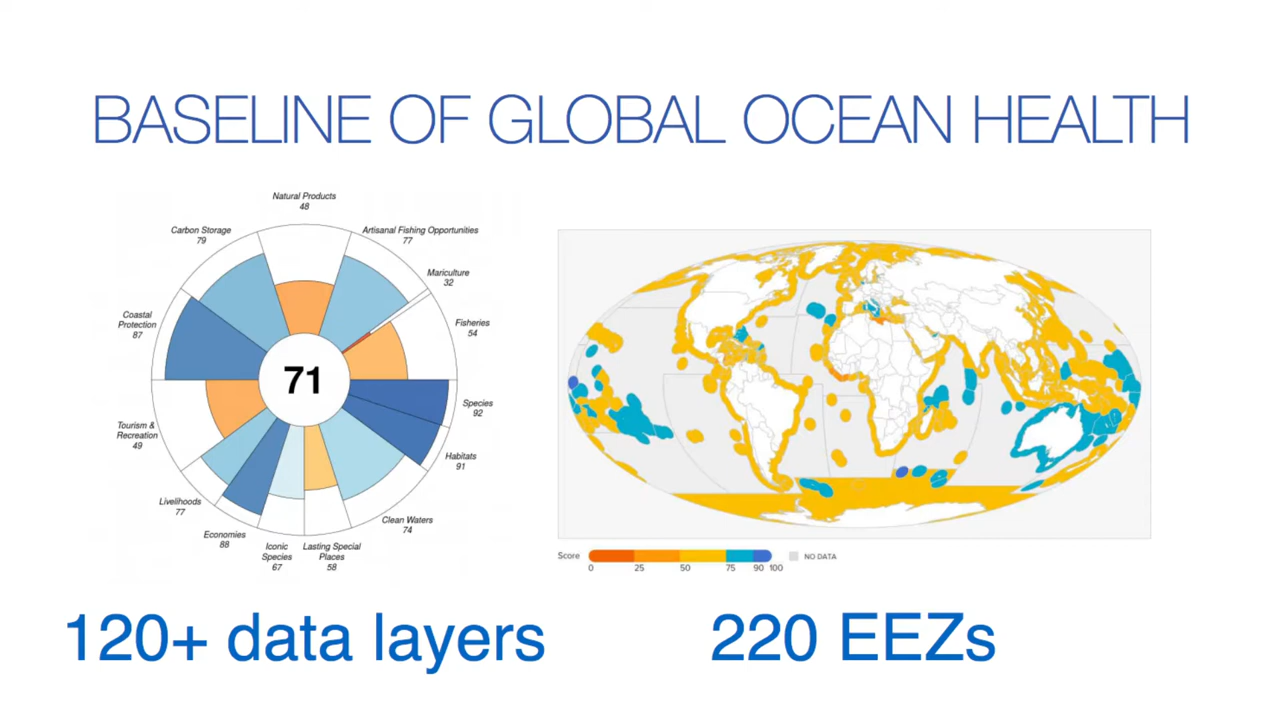 BASELINE OF GLOBAL OCEAN HEALTH
Natural Products
48
Carbon Storage
79
Artisanal Fishing Opportunities
77
Mariculture
32
Coastal
Protection
87
Fisheries
54
71
Species
92
Tourism &
Recreation
49
Habitats
91
Livelihoods
77
Clean Waters
74
Economies
88
Iconic
Species
67
Lasting Special
Places
58
Score
0 25 50 75 90 100
NO DATA
120+ data layers
220 EEZs